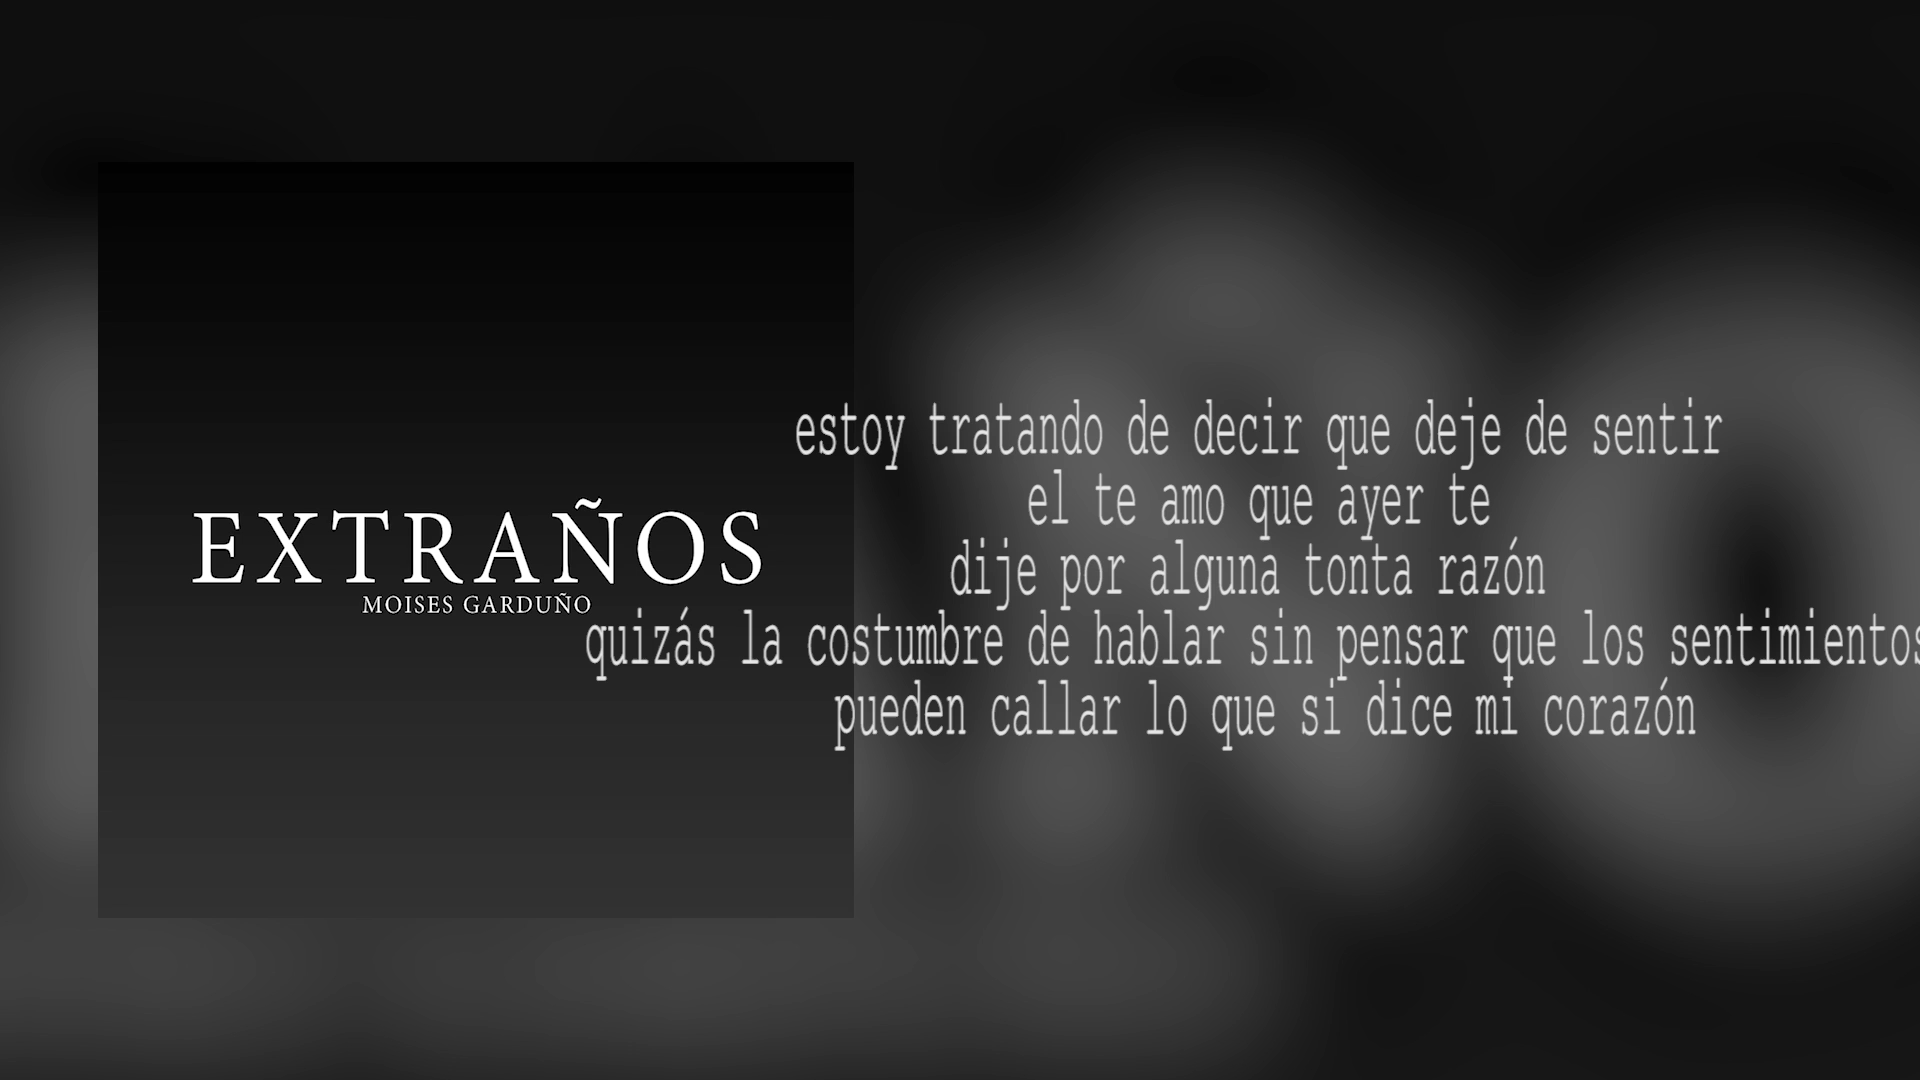 EXTRAÑOS
MOISES GARDUÑO
estoy tratando de decir que deje de sentir
el te amo que ayer te
dije por alguna tonta razón
quizás la costumbre de hablar sin pensar que los sentimientos
pueden callar lo que si dice mi corazón